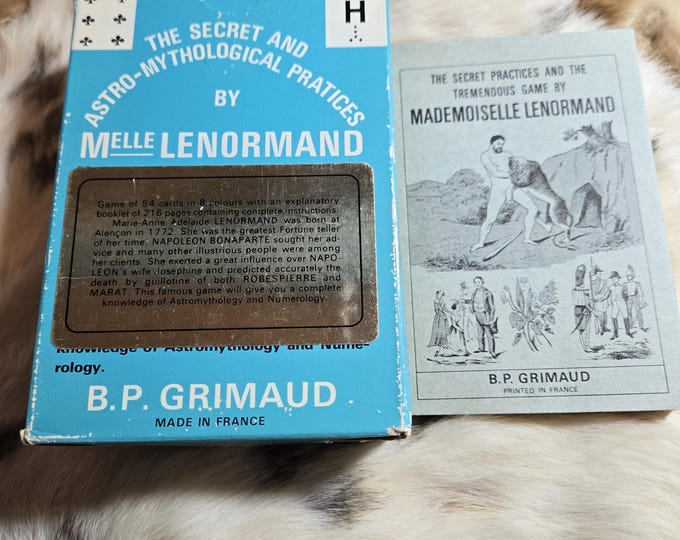 H
THE SECRET AND
ASTRO-MYTHOLOGICAL PRATICES
BY
MELLE LENORMAND
Game of 54 cards in 8 colours with an explanatory
booklet of 216 pages containing complete instructions.
Marie-Anne Adelaide LENORMAND was born at
Alençon in 1772. She was the greatest Fortune teller
of her time. NAPOLEON BONAPARTE sought her ad-
vice and many other illustrious people were among
her clients. She exerted a great influence over NAPO-
LEON's wife Josephine and predicted accurately the
death by guillotine of both ROBESPIERRE and
MARAT. This famous game will give you a complete
knowledge of Astromythology and Numerology.
knowledge of Astromythology and Nume-
rology.
B.P. GRIMAUD
MADE IN FRANCE
THE SECRET PRACTICES AND THE
TREMENDOUS GAME BY
MADEMOISELLE LENORMAND
B.P. GRIMAUD
PRINTED IN FRANCE